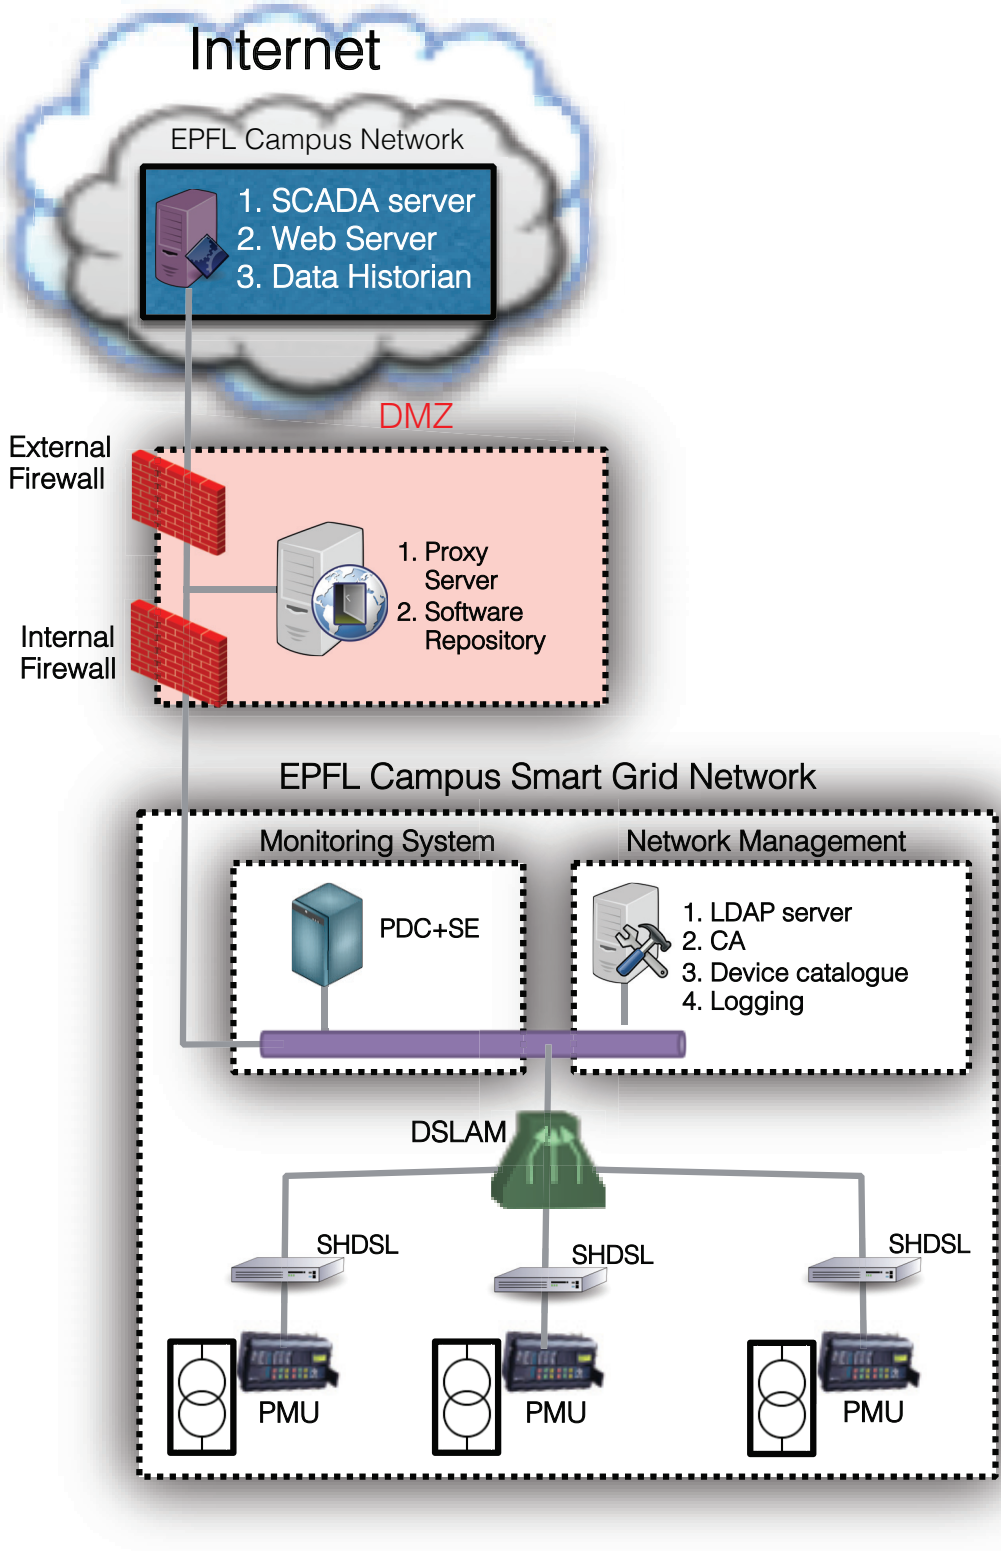 Internet
EPFL Campus Network
1. SCADA server
2. Web Server
3. Data Historian
DMZ
External
Firewall
1. Proxy
Server
2. Software
Repository
Internal
Firewall
EPFL Campus Smart Grid Network
Monitoring System
Network Management
PDC+SE
1. LDAP server
2. CA
3. Device catalogue
4. Logging
DSLAM
SHDSL
SHDSL
SHDSL
PMU
PMU
PMU